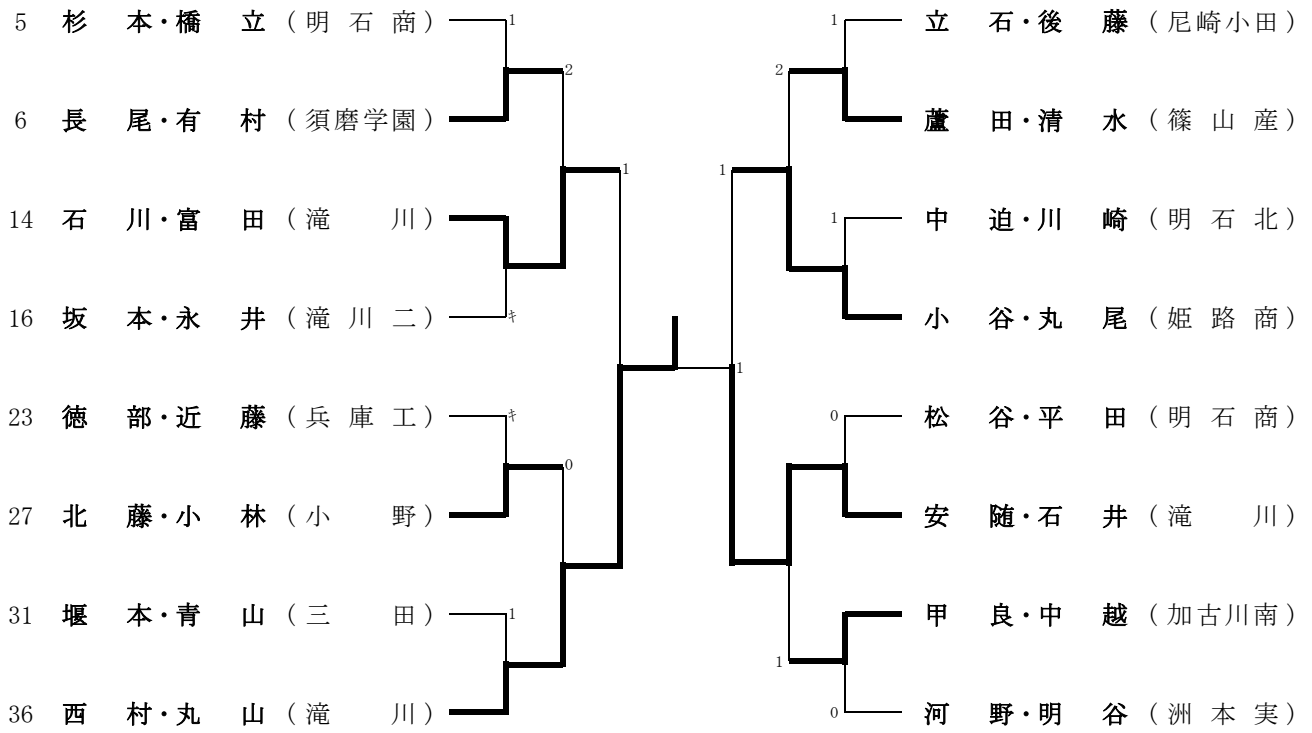 5 杉 本・橋 立 (明 石 商) 1
1 立 石・後 藤 (尼崎小田)
2
2
6 長 尾・有 村 (須磨学園)
蘆 田・清 水 (篠 山 産)
1
1
14 石 川・富 田 (滝 川)
1 中 迫・川 崎 (明 石 北)
16 坂 本・永 井 (滝 川 二) ｷ
小 谷・丸 尾 (姫 路 商)
1
23 徳 部・近 藤 (兵 庫 工) ｷ
0 松 谷・平 田 (明 石 商)
0
27 北 藤・小 林 (小 野)
安 随・石 井 (滝 川)
31 堰 本・青 山 (三 田) 1
甲 良・中 越 (加古川南)
1
36 西 村・丸 山 (滝 川)
0 河 野・明 谷 (洲 本 実)